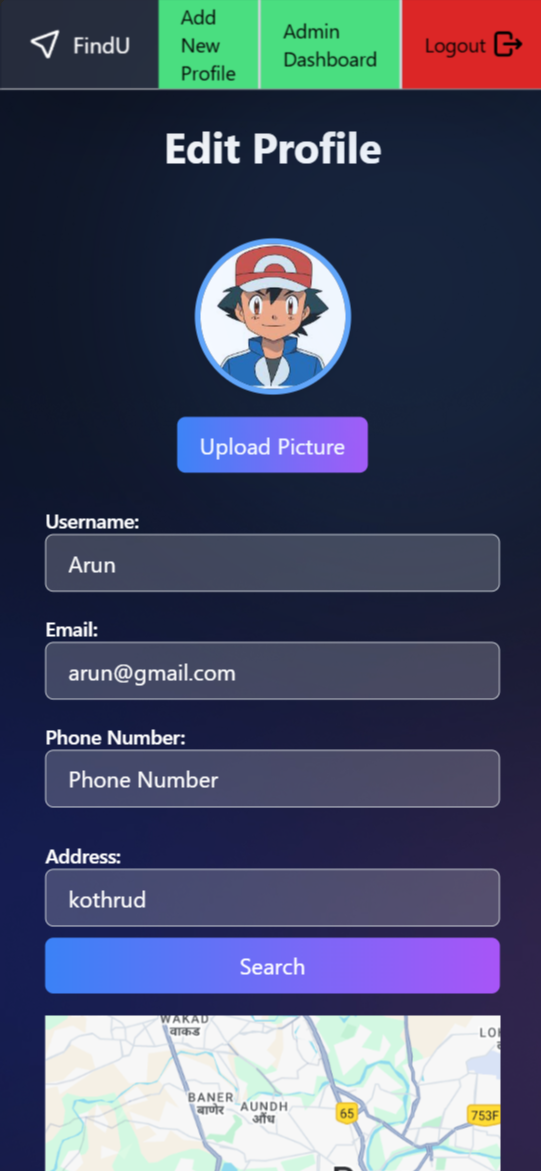 FindU
Add
New
Profile
Admin
Dashboard
Logout
Edit Profile
Upload Picture
Username:
Arun
Email:
arun@gmail.com
Phone Number:
Phone Number
Address:
kothrud
Search
WAKAD
वाकड
BANER
बाणेर
AUNDH
औंध
65
753F